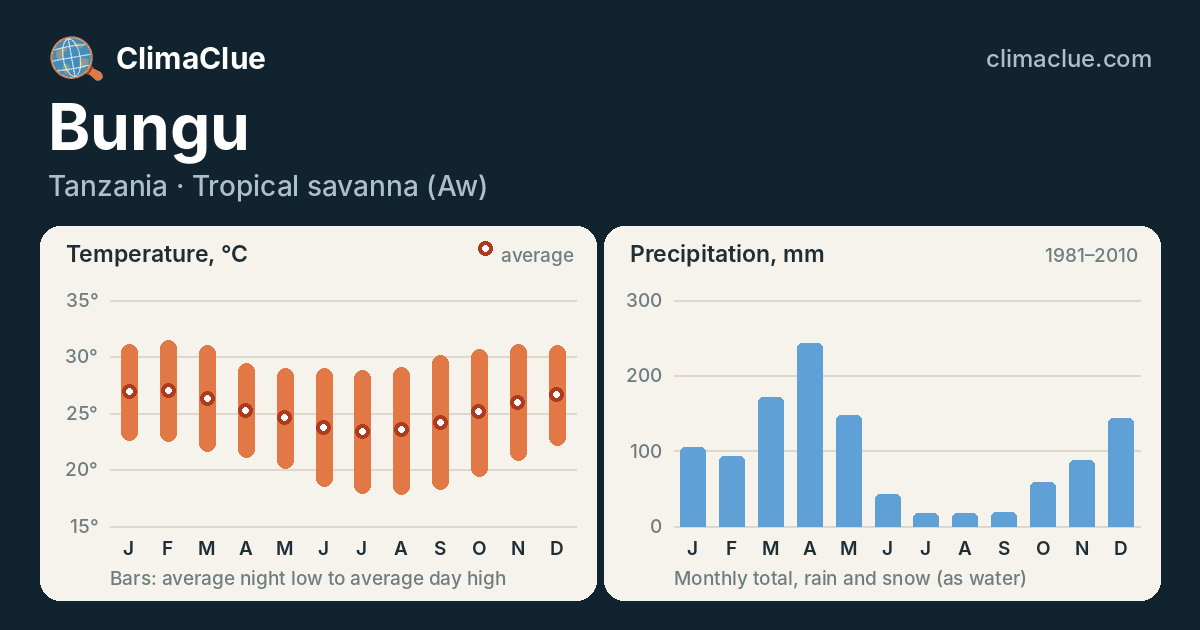 ClimaClue
climaclue.com
Bungu
Tanzania · Tropical savanna (Aw)
Temperature, °C
average
35°
30°
25°
20°
15°
J F M A M J J A S O N D
Bars: average night low to average day high
Precipitation, mm
1981–2010
300
200
100
0
J F M A M J J A S O N D
Monthly total, rain and snow (as water)